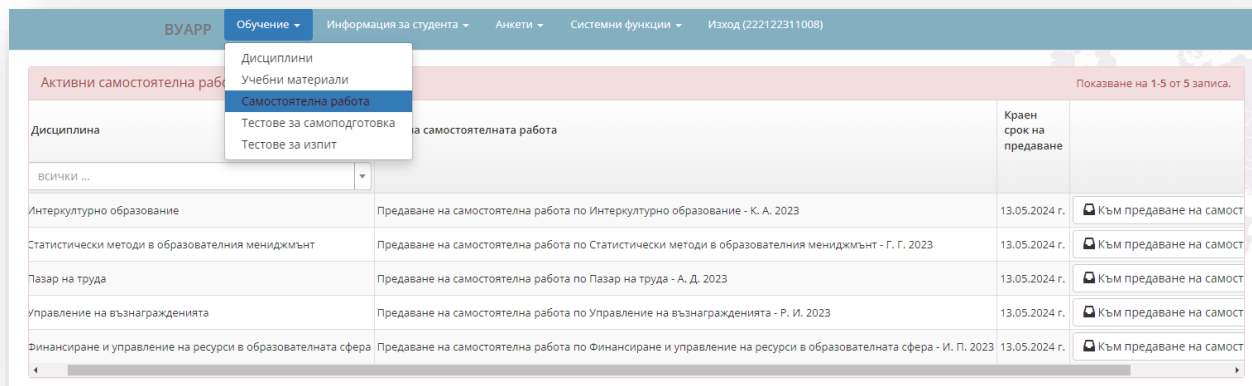 ВУАРР Обучение Информация за студента Анкети Системни функции Изход (222122311008)
Дисциплини
Учебни материали
Самостоятелна работа
Тестове за самоподготовка
Тестове за изпит
Активни самостоятелна Показване на 1-5 от 5 записа.
Дисциплина самостоятелната работа Краен срок на предаване
всички ...
Интеркултурно образование Предаване на самостоятелна работа по Интеркултурно образование - К. А. 2023 13.05.2024 г. Към предаване на самост
Статистически методи в образователния мениджмънт Предаване на самостоятелна работа по Статистически методи в образователния мениджмънт - Г. Г. 2023 13.05.2024 г. Към предаване на самост
Пазар на труда Предаване на самостоятелна работа по Пазар на труда - А. Д. 2023 13.05.2024 г. Към предаване на самост
Управление на възнагражденията Предаване на самостоятелна работа по Управление на възнагражденията - Р. И. 2023 13.05.2024 г. Към предаване на самост
Финансиране и управление на ресурси в образователната сфера Предаване на самостоятелна работа по Финансиране и управление на ресурси в образователната сфера - И. П. 2023 13.05.2024 г. Към предаване на самост